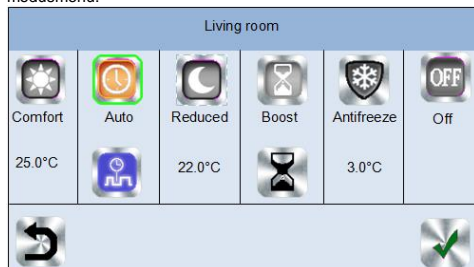 Living room
OFF
Comfort Auto Reduced Boost Antifreeze Off
25.0°C 22.0°C 3.0°C